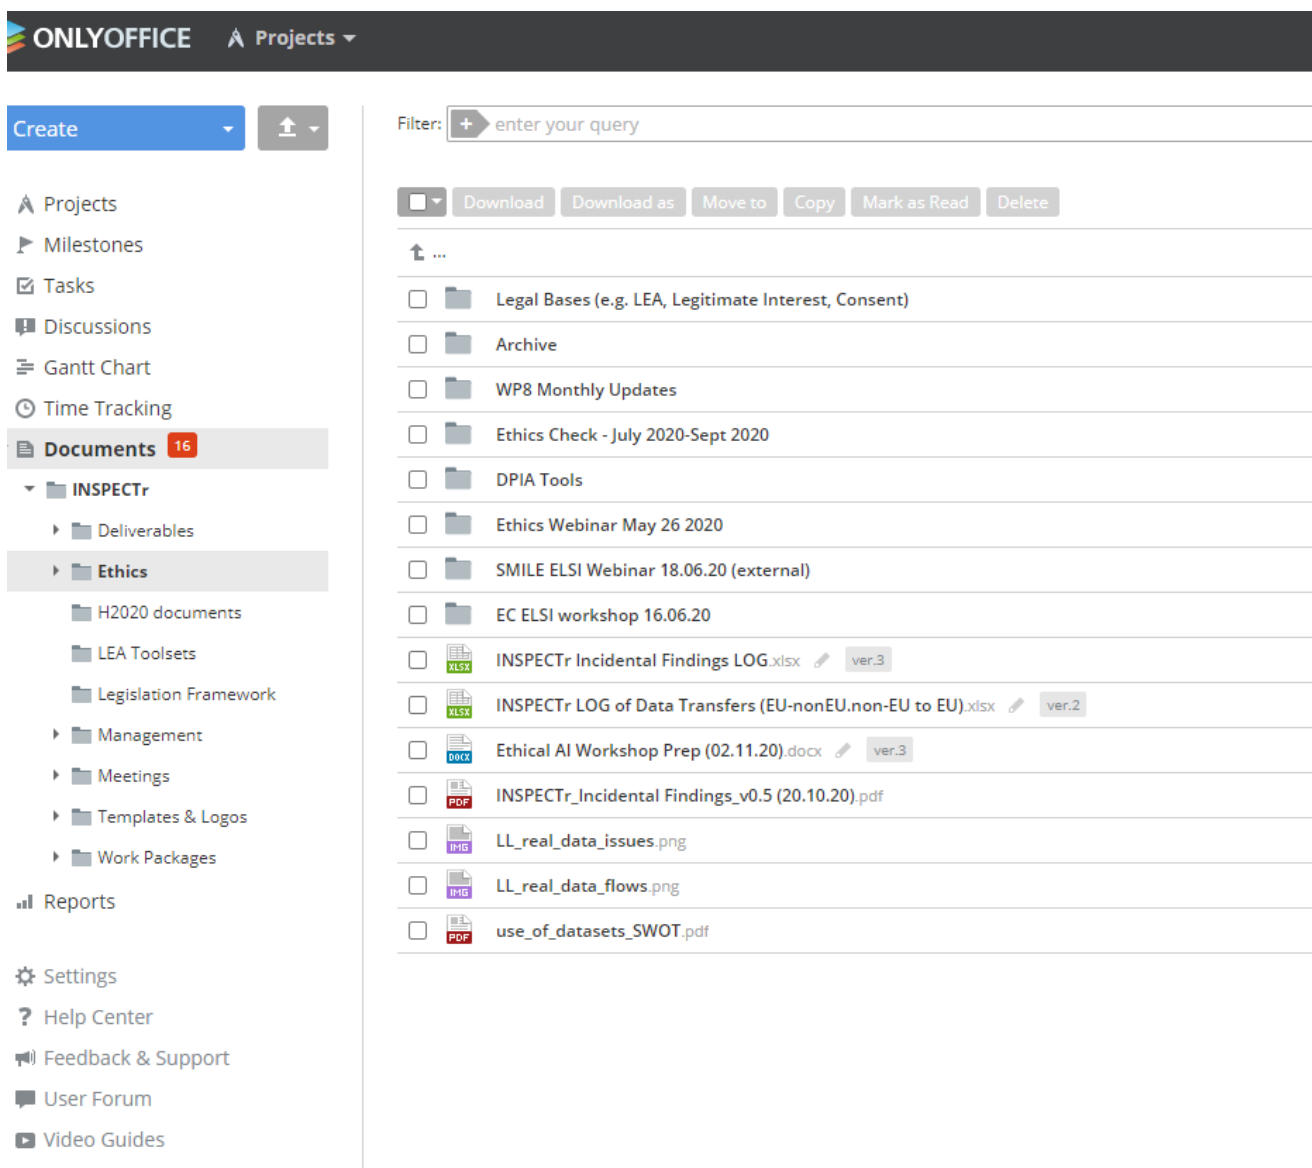 ONLYOFFICE Projects
Create
Projects
Milestones
Tasks
Discussions
Gantt Chart
Time Tracking
Documents 16
INSPECTr
Deliverables
Ethics
H2020 documents
LEA Toolsets
Legislation Framework
Management
Meetings
Templates & Logos
Work Packages
Reports
Settings
? Help Center
Feedback & Support
User Forum
Video Guides
Filter: + enter your query
Download Download as Move to Copy Mark as Read Delete
...
Legal Bases (e.g. LEA, Legitimate Interest, Consent)
Archive
WP8 Monthly Updates
Ethics Check - July 2020-Sept 2020
DPIA Tools
Ethics Webinar May 26 2020
SMILE ELSI Webinar 18.06.20 (external)
EC ELSI workshop 16.06.20
XLSX INSPECTr Incidental Findings LOG.xlsx ver.3
XLSX INSPECTr LOG of Data Transfers (EU-nonEU.non-EU to EU).xlsx ver.2
DOCX Ethical AI Workshop Prep (02.11.20).docx ver.3
PDF INSPECTr_Incidental Findings_v0.5 (20.10.20).pdf
IMG LL_real_data_issues.png
IMG LL_real_data_flows.png
PDF use_of_datasets_SWOT.pdf